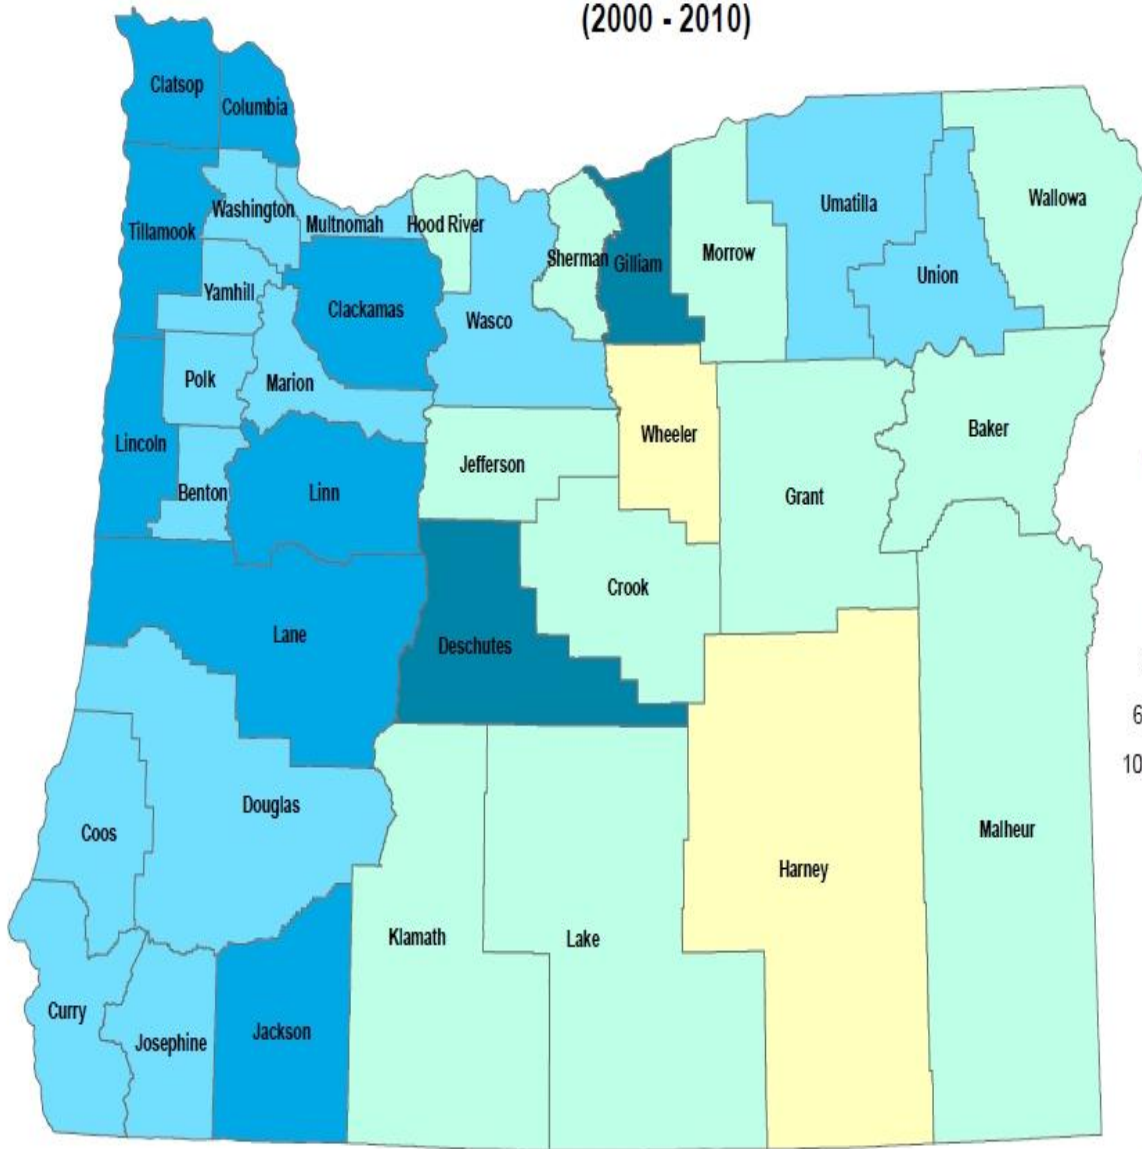 (2000 - 2010)
Clatsop
Columbia
Tillamook
Washington
Multnomah
Hood River
Sherman
Gilliam
Morrow
Umatilla
Union
Wallowa
Yamhill
Clackamas
Wasco
Polk
Marion
Lincoln
Benton
Linn
Jefferson
Wheeler
Grant
Baker
Crook
Lane
Deschutes
6
10
Coos
Douglas
Malheur
Harney
Klamath
Lake
Curry
Josephine
Jackson